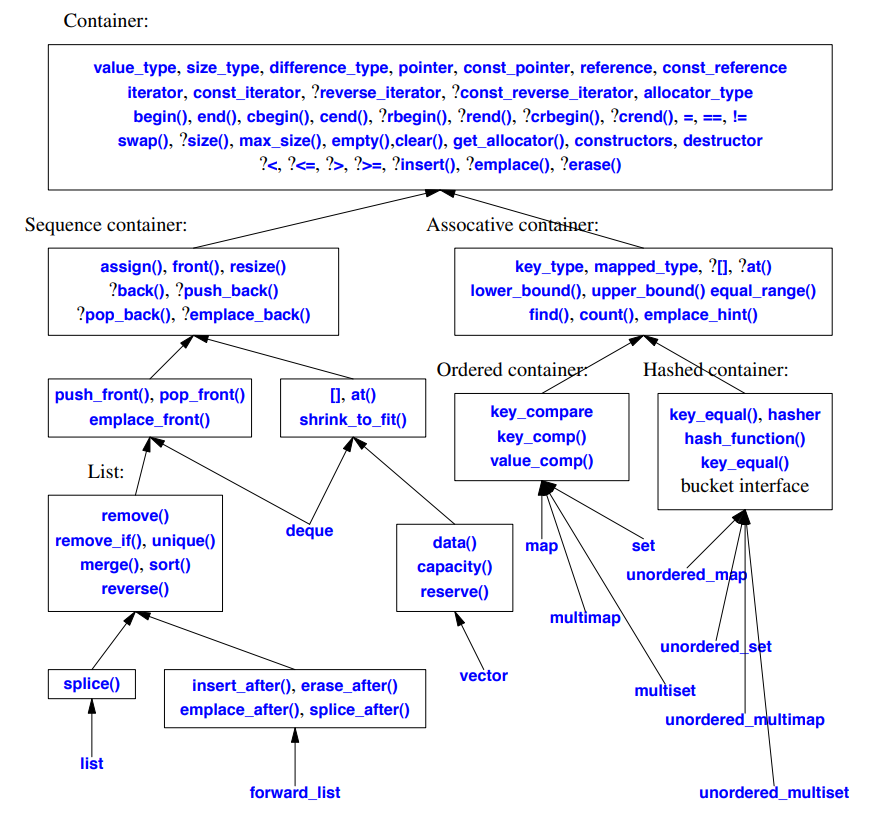 Container:
value_type, size_type, difference_type, pointer, const_pointer, reference, const_reference
iterator, const_iterator, ?reverse_iterator, ?const_reverse_iterator, allocator_type
begin(), end(), cbegin(), cend(), ?rbegin(), ?rend(), ?crbegin(), ?crend(), =, ==, !=
swap(), ?size(), max_size(), empty(),clear(), get_allocator(), constructors, destructor
?<, ?<=, ?>, ?>=, ?insert(), ?emplace(), ?erase()
Sequence container:
assign(), front(), resize()
?back(), ?push_back()
?pop_back(), ?emplace_back()
Assocative container:
key_type, mapped_type, ?[], ?at()
lower_bound(), upper_bound() equal_range()
find(), count(), emplace_hint()
push_front(), pop_front()
emplace_front()
[], at()
shrink_to_fit()
Ordered container:
key_compare
key_comp()
value_comp()
Hashed container:
key_equal(), hasher
hash_function()
key_equal()
bucket interface
List:
remove()
remove_if(), unique()
merge(), sort()
reverse()
deque
data()
capacity()
reserve()
map
set
unordered_map
multimap
unordered_set
multiset
unordered_multimap
unordered_multiset
vector
splice()
insert_after(), erase_after()
emplace_after(), splice_after()
list
forward_list